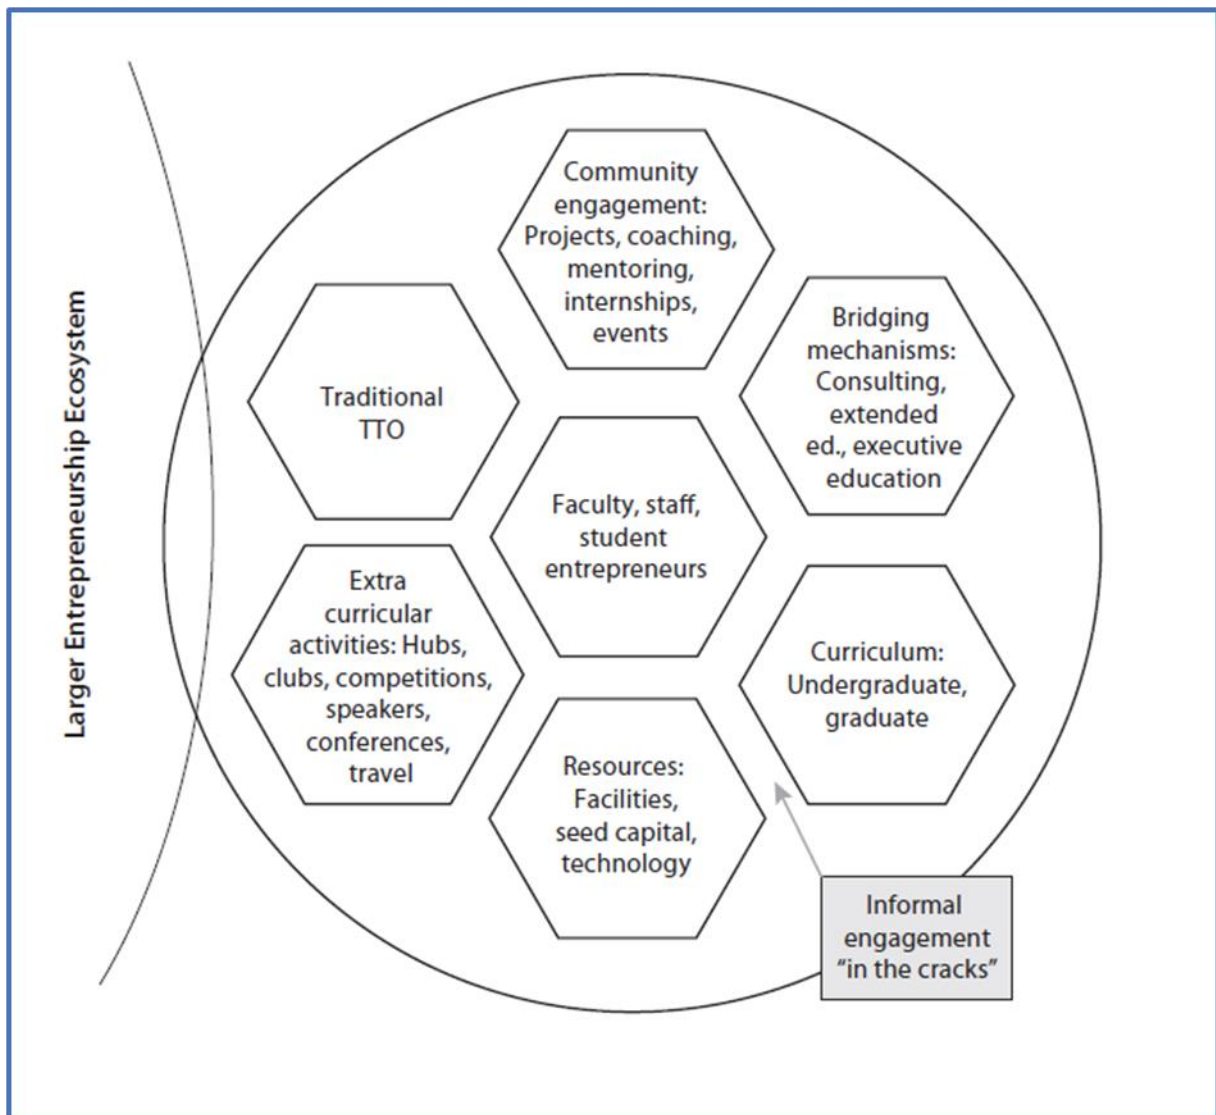 Larger Entrepreneurship Ecosystem
Community
engagement:
Projects, coaching,
mentoring,
internships,
events
Traditional
TTO
Bridging
mechanisms:
Consulting,
extended
ed., executive
education
Faculty, staff,
student
entrepreneurs
Extra
curricular
activities: Hubs,
clubs, competitions,
speakers,
conferences,
travel
Curriculum:
Undergraduate,
graduate
Resources:
Facilities,
seed capital,
technology
Informal
engagement
“in the cracks”